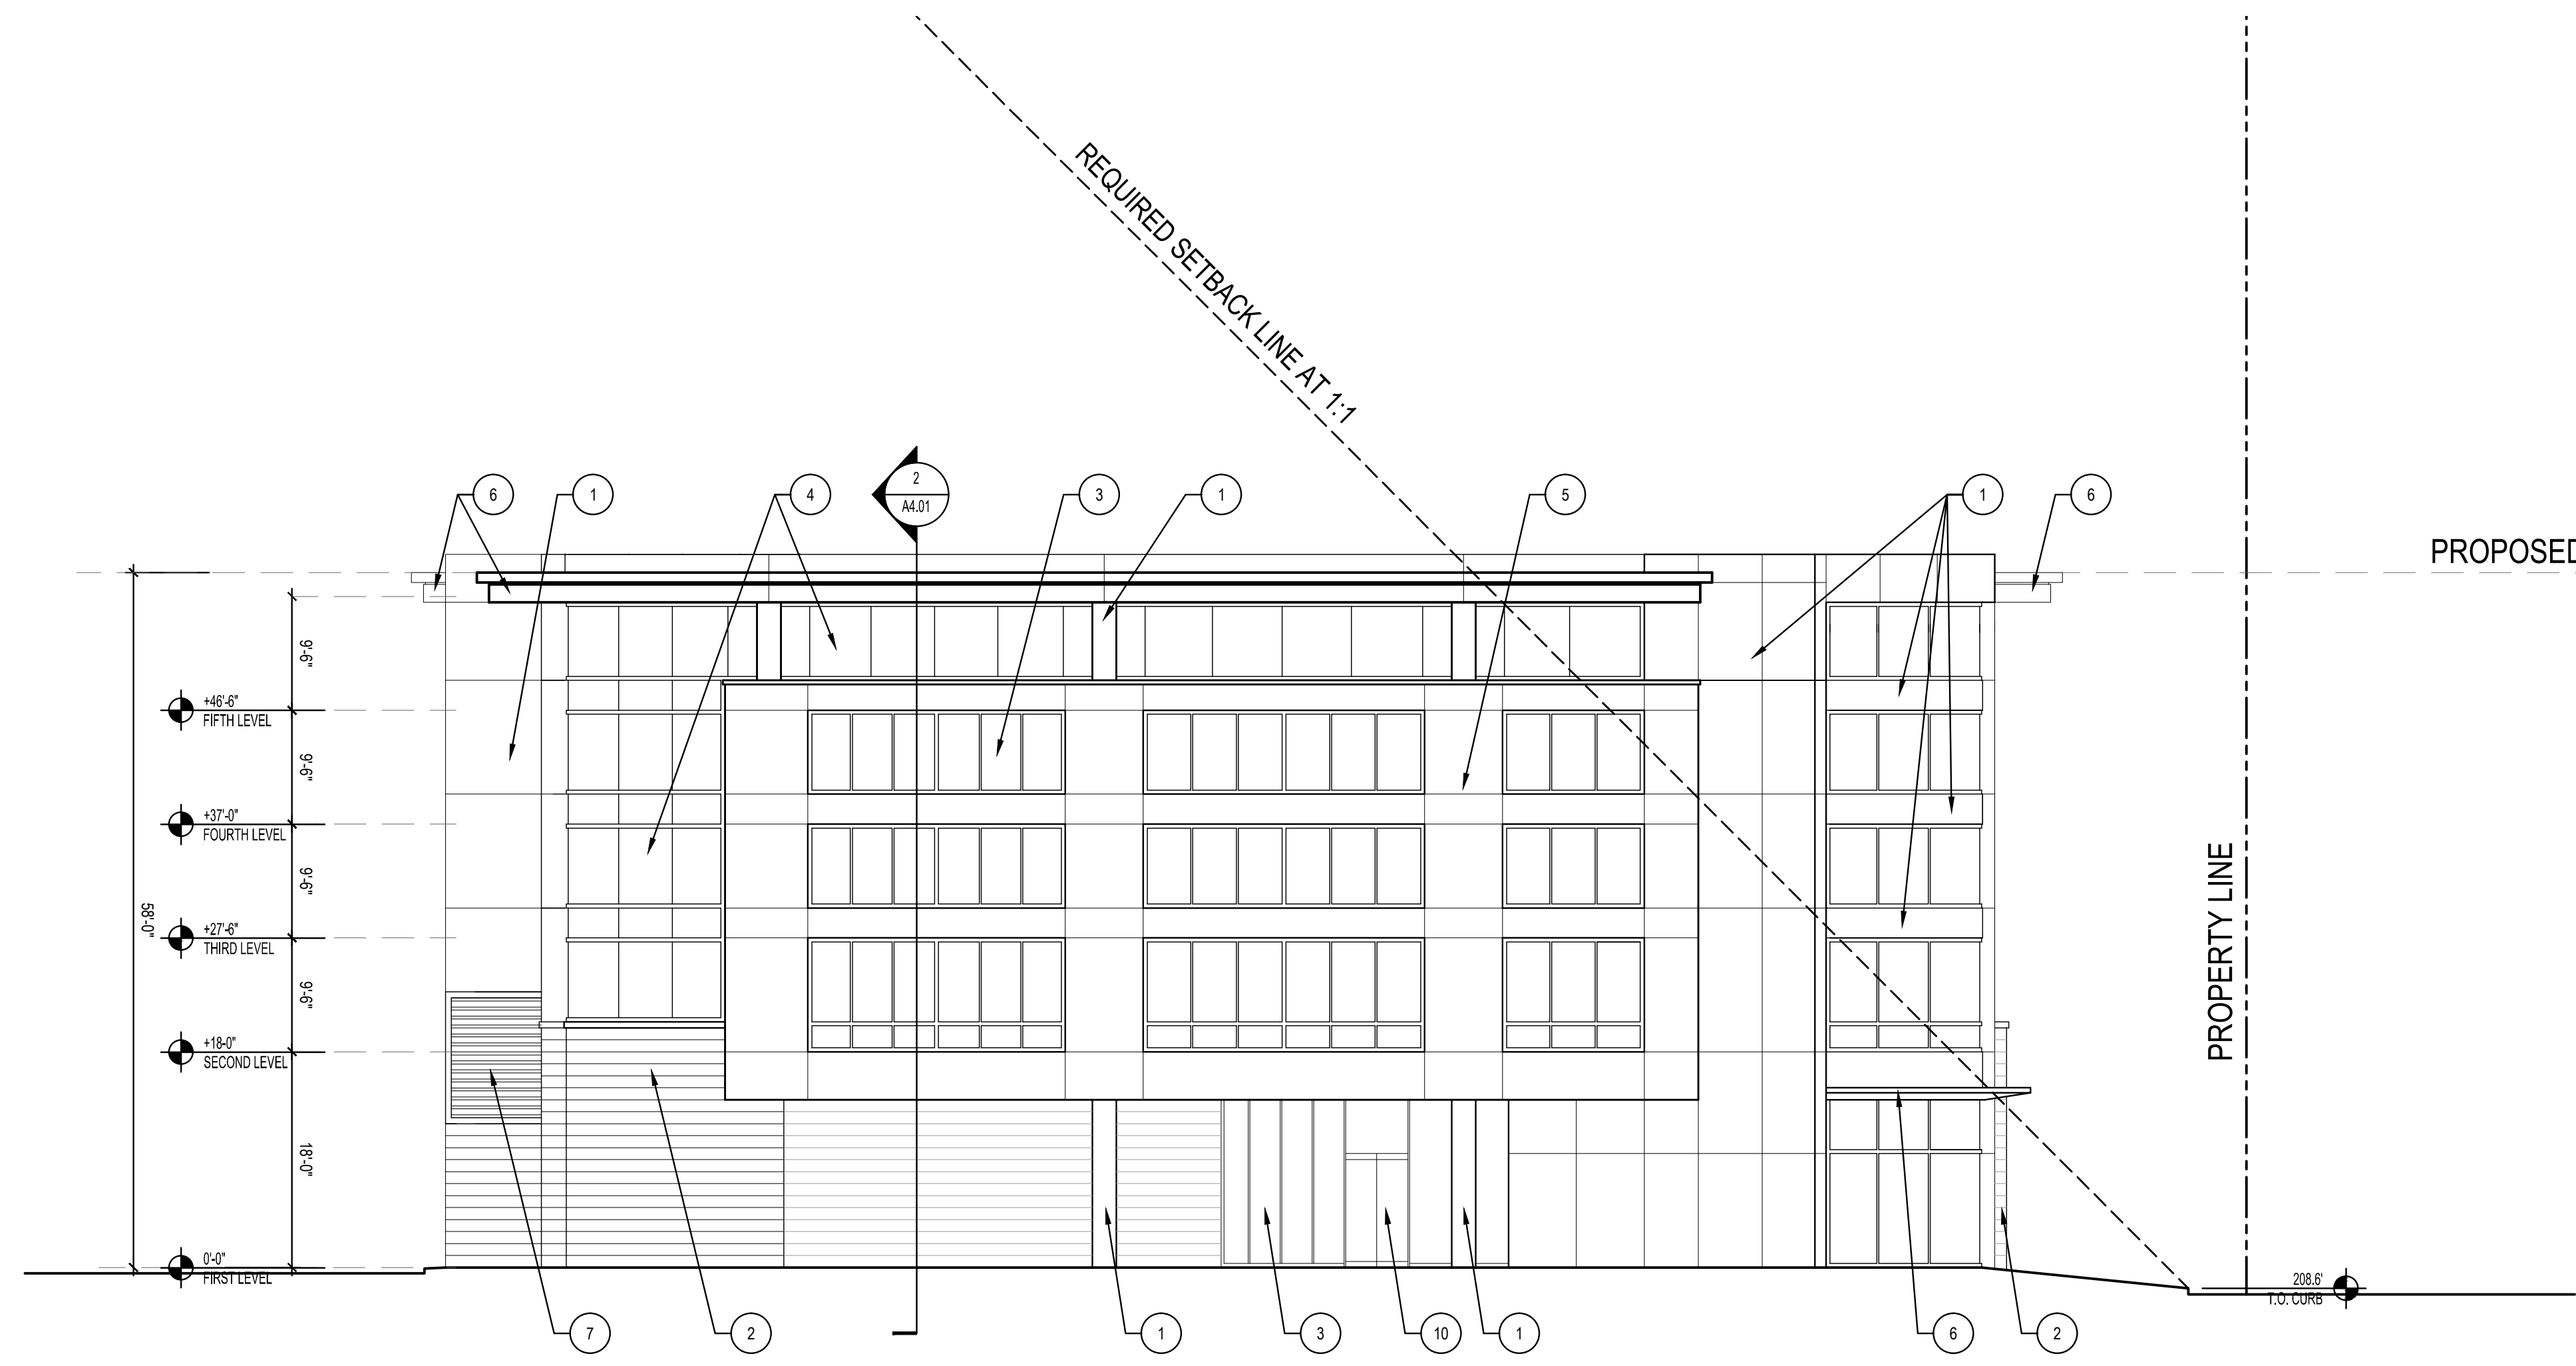 REQUIRED SETBACK LINE AT 1:1
6
1
4
2
A4.01
3
1
5
1
6
PROPOSED
9'-6"
+46'-6"
FIFTH LEVEL
9'-6"
+37'-0"
FOURTH LEVEL
9'-6"
58'-0"
+27'-6"
THIRD LEVEL
9'-6"
+18-0"
SECOND LEVEL
18'-0"
0'-0"
FIRST LEVEL
PROPERTY LINE
208.6'
T.O. CURB
7
2
1
3
10
1
6
2